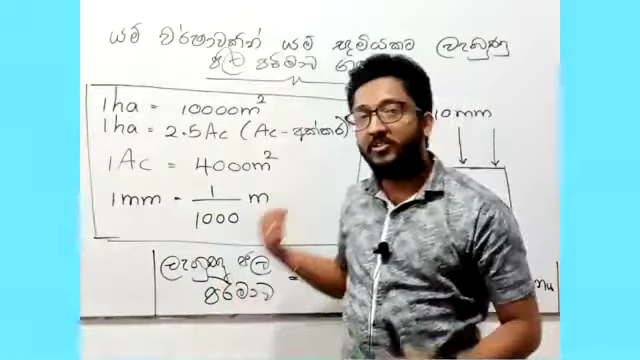 යම් වර්ෂාවකින් යම් භූමියකට ලැබුණු
ජල පරිමාව
1ha = 10000m²
1ha = 2.5Ac (Ac-අක්කර)
1Ac = 4000m²
1mm = 1/1000 m
10mm
ලැබුණු ජල
පරිමාව =